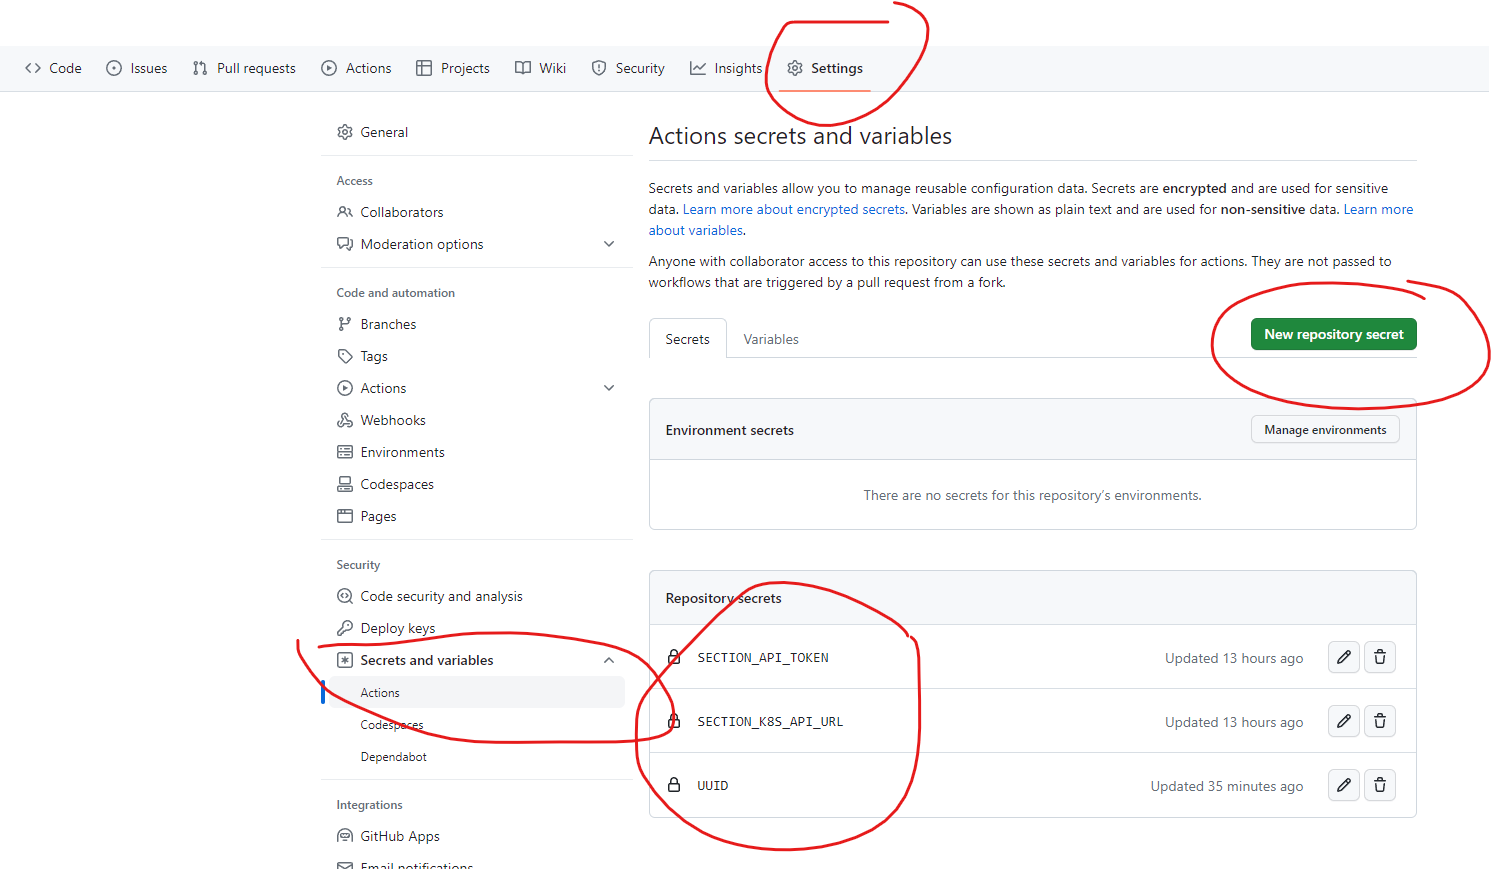 Code Issues Pull requests Actions Projects Wiki Security Insights Settings
General
Access
Collaborators
Moderation options
Code and automation
Branches
Tags
Actions
Webhooks
Environments
Codespaces
Pages
Security
Code security and analysis
Deploy keys
Secrets and variables
Actions
Codespaces
Dependabot
Integrations
GitHub Apps
Email notifications
Actions secrets and variables
Secrets and variables allow you to manage reusable configuration data. Secrets are encrypted and are used for sensitive
data. Learn more about encrypted secrets. Variables are shown as plain text and are used for non-sensitive data. Learn more
about variables.
Anyone with collaborator access to this repository can use these secrets and variables for actions. They are not passed to
workflows that are triggered by a pull request from a fork.
Secrets Variables New repository secret
Environment secrets Manage environments
There are no secrets for this repository's environments.
Repository secrets
SECTION_API_TOKEN Updated 13 hours ago
SECTION_K8S_API_URL Updated 13 hours ago
UUID Updated 35 minutes ago